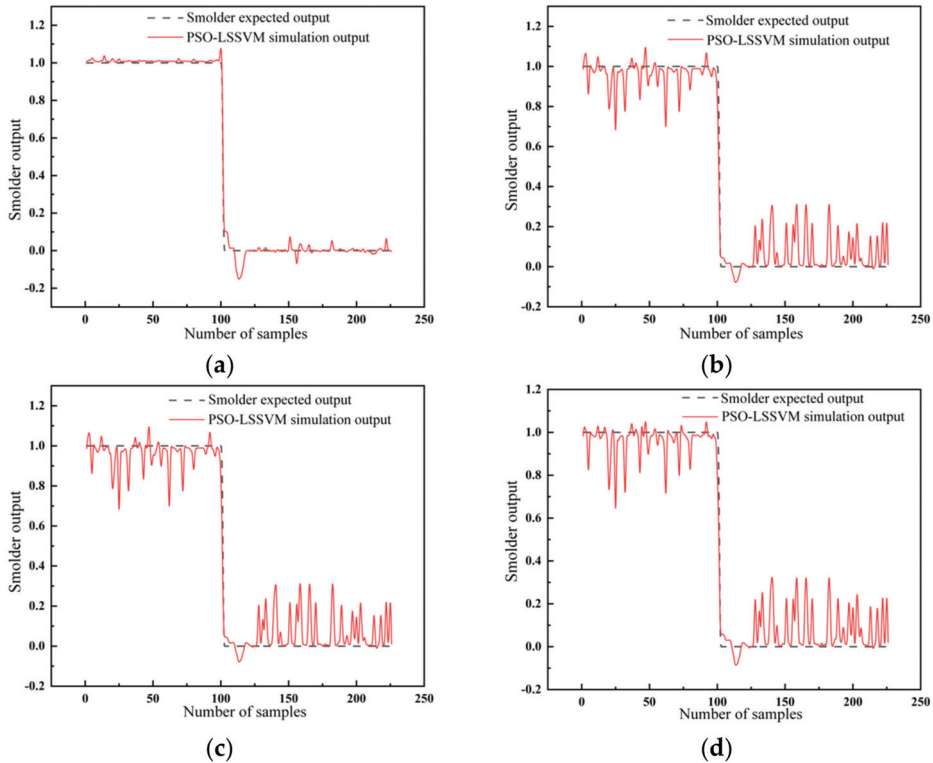 Smolder expected output
PSO-LSSVM simulation output
Smolder output
1.2
1.0
0.8
0.6
0.4
0.2
0.0
-0.2
0 50 100 150 200 250
Number of samples
(a)
Smolder expected output
PSO-LSSVM simulation output
Smolder output
1.2
1.0
0.8
0.6
0.4
0.2
0.0
-0.2
0 50 100 150 200 250
Number of samples
(b)
Smolder expected output
PSO-LSSVM simulation output
Smolder output
1.2
1.0
0.8
0.6
0.4
0.2
0.0
-0.2
0 50 100 150 200 250
Number of samples
(c)
Smolder expected output
PSO-LSSVM simulation output
Smolder output
1.2
1.0
0.8
0.6
0.4
0.2
0.0
-0.2
0 50 100 150 200 250
Number of samples
(d)